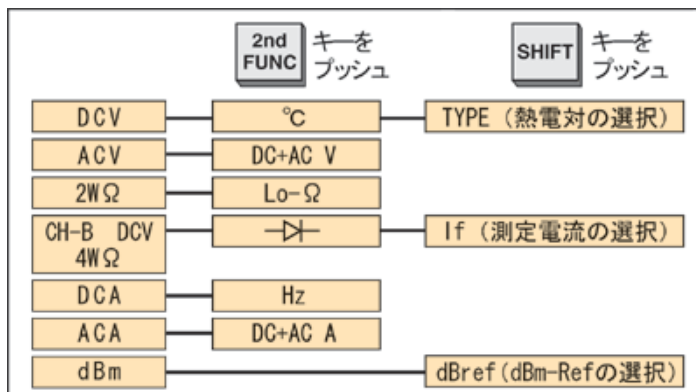 2nd FUNC キーをプッシュ SHIFT キーをプッシュ
DCV ℃ TYPE (熱電対の選択)
ACV DC+AC V
2WΩ Lo-Ω
CH-B DCV If (測定電流の選択)
4WΩ
DCA Hz
ACA DC+AC A
dBm dBref(dBm-Refの選択)